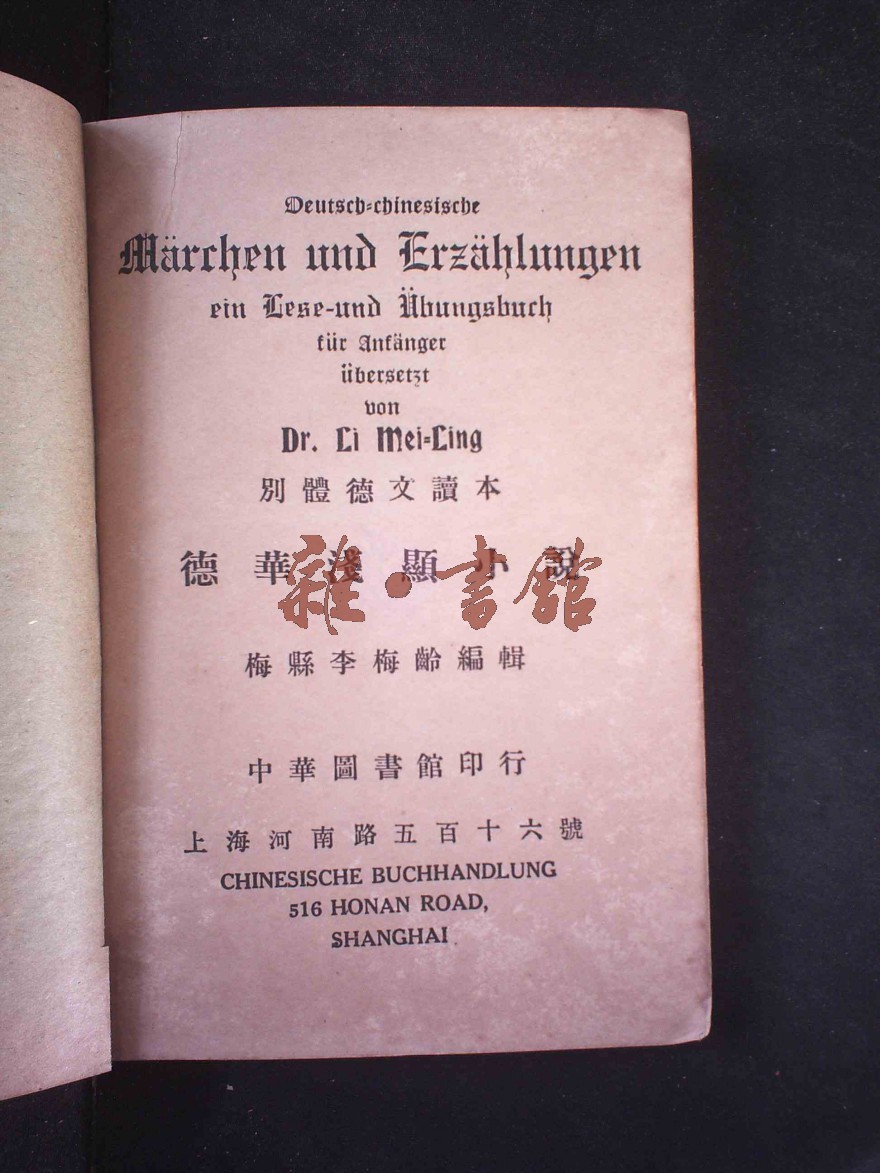 Deutsch-chinesische
Märchen und Erzählungen
ein Lese-und Übungsbuch
für Anfänger
übersetzt
von
Dr. Li Mei-Ling
別體德文讀本
德華淺顯小說
雜·書館
梅縣李梅齡編輯
中華圖書館印行
上海河南路五百十六號
CHINESISCHE BUCHHANDLUNG
516 HONAN ROAD,
SHANGHAI